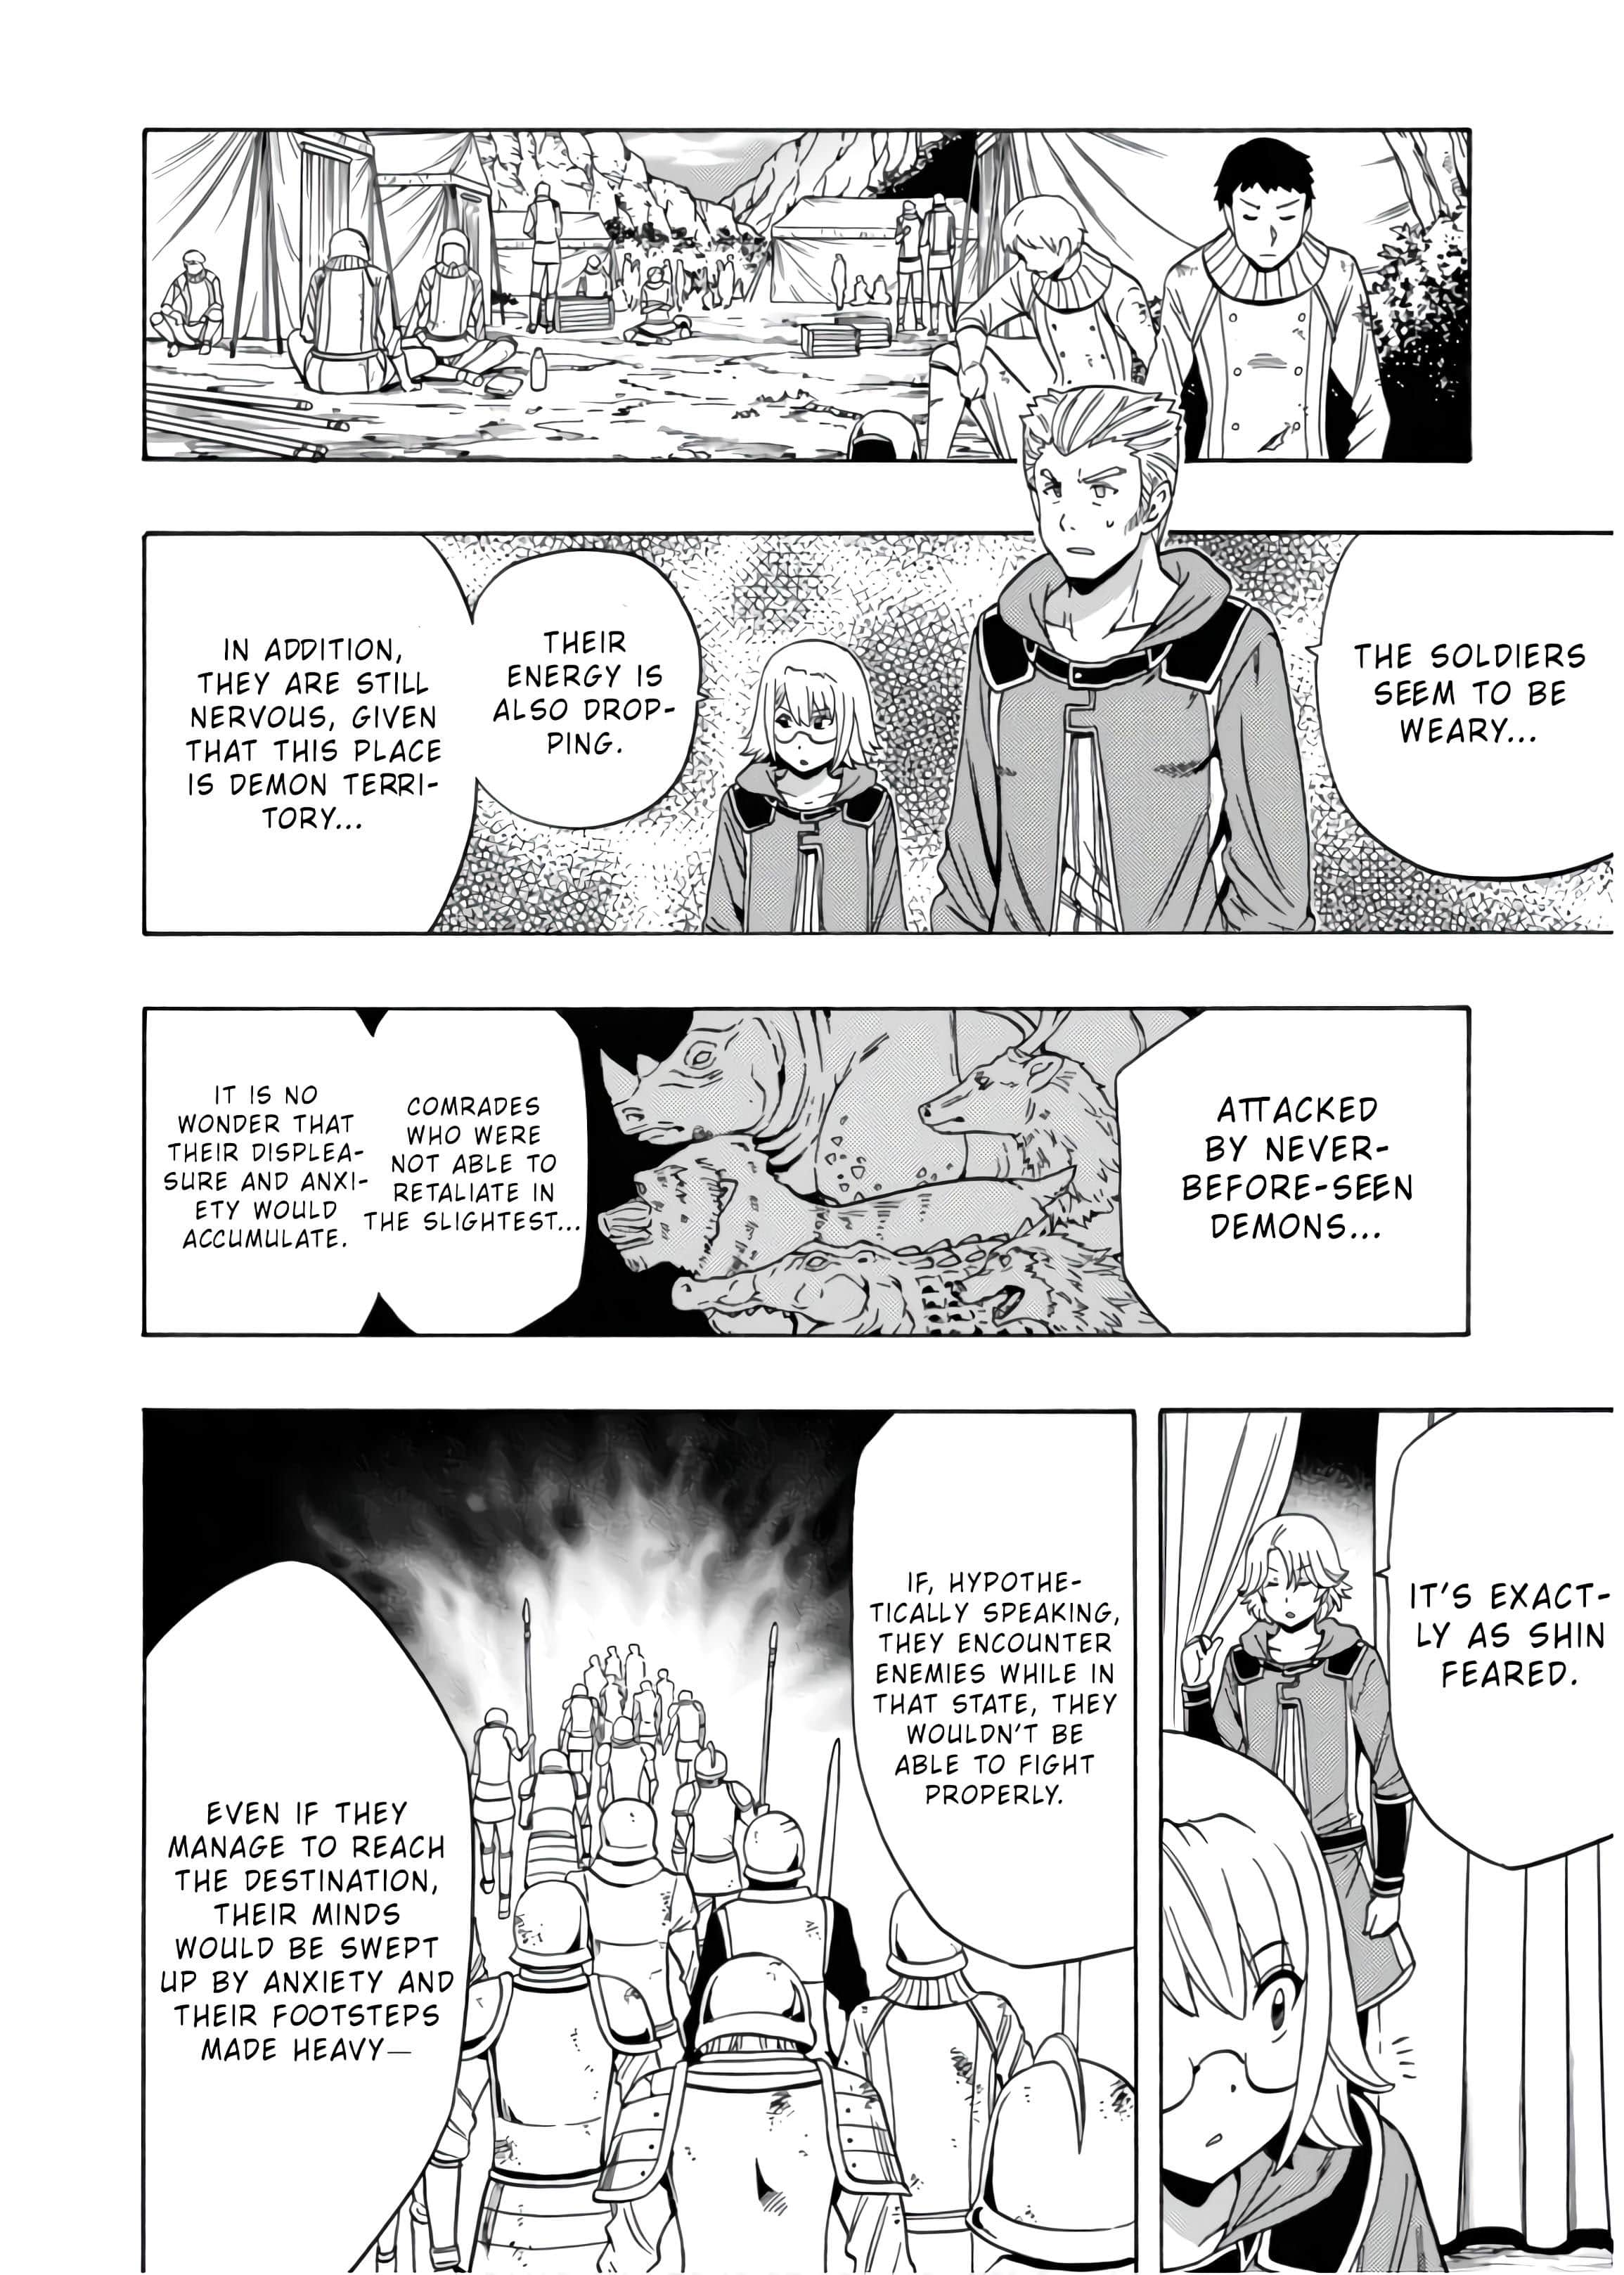 THE SOLDIERS
SEEM TO BE
WEARY...
THEIR
ENERGY IS
ALSO DROP-
PING.
IN ADDITION,
THEY ARE STILL
NERVOUS, GIVEN
THAT THIS PLACE
IS DEMON TERRI-
TORY...
ATTACKED
BY NEVER-
BEFORE-SEEN
DEMONS...
COMRADES
WHO WERE
NOT ABLE TO
RETALIATE IN
THE SLIGHTEST...
IT IS NO
WONDER THAT
THEIR DISPLEA-
SURE AND ANXI-
ETY WOULD
ACCUMULATE.
IT'S EXACT-
LY AS SHIN
FEARED.
IF, HYPOTHE-
TICALLY SPEAKING,
THEY ENCOUNTER
ENEMIES WHILE IN
THAT STATE, THEY
WOULDN'T BE
ABLE TO FIGHT
PROPERLY.
EVEN IF THEY
MANAGE TO REACH
THE DESTINATION,
THEIR MINDS
WOULD BE SWEPT
UP BY ANXIETY AND
THEIR FOOTSTEPS
MADE HEAVY—